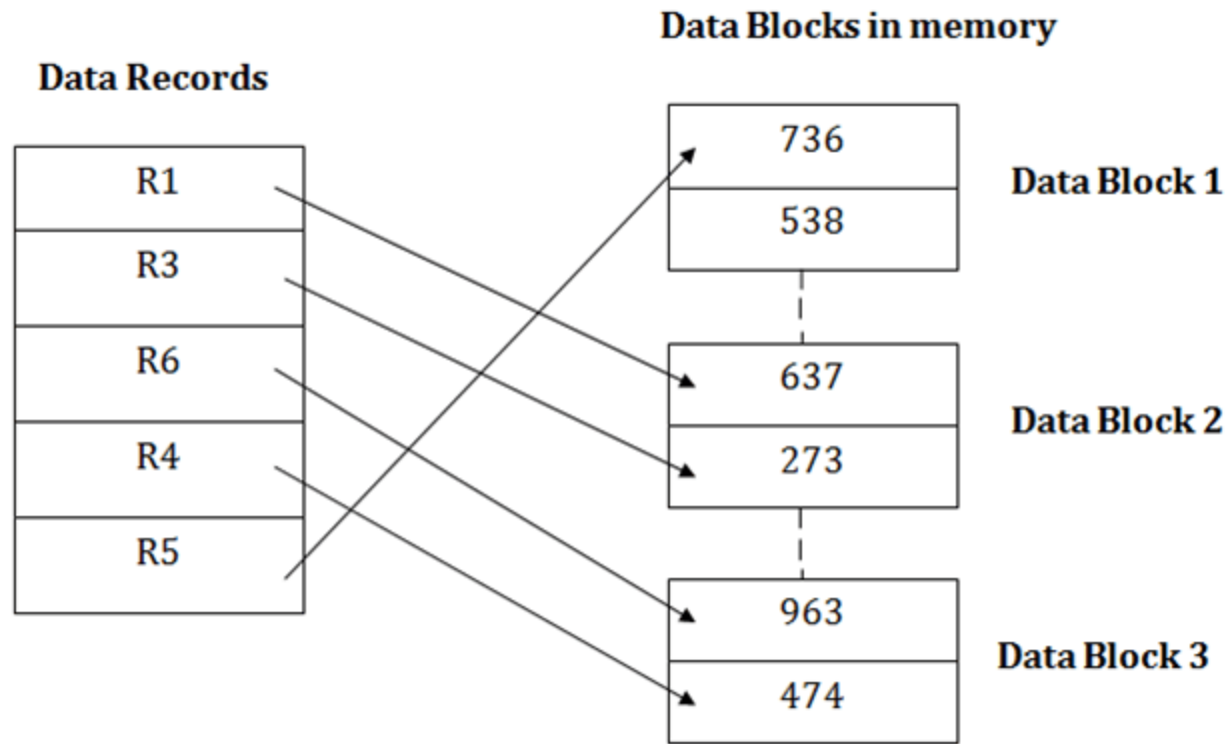 Data Blocks in memory
Data Records
R1
R3
R6
R4
R5
736
538
Data Block 1
637
273
Data Block 2
963
474
Data Block 3